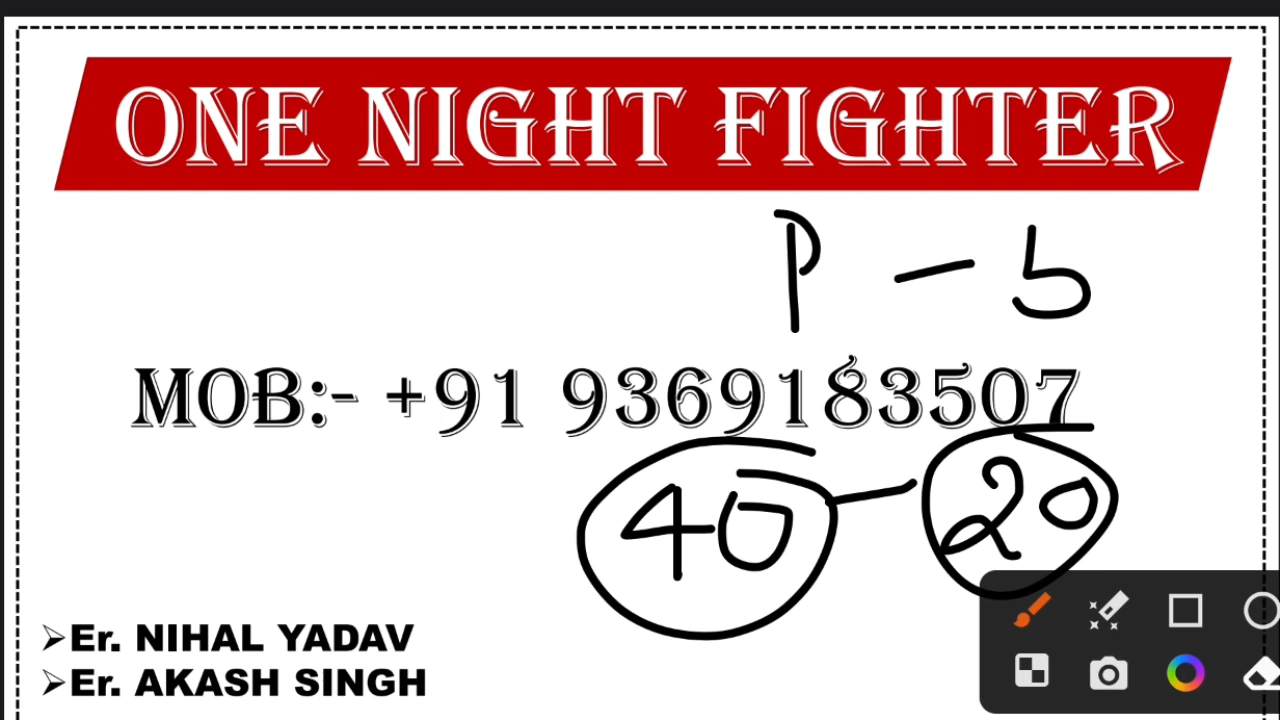 ONE NIGHT FIGHTER
P - 5
MOB:- +91 9369183507
40 - 20
➢Er. NIHAL YADAV
➢Er. AKASH SINGH